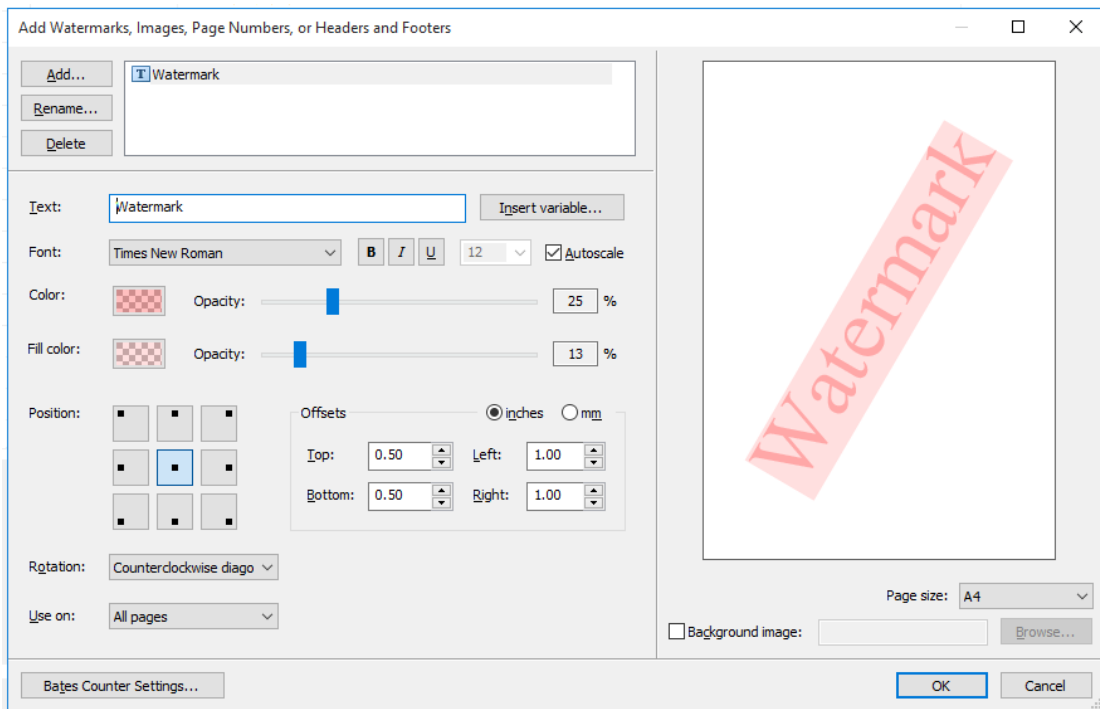 Add Watermarks, Images, Page Numbers, or Headers and Footers
Add...
T Watermark
Rename...
Delete
Text: Watermark Insert variable...
Font: Times New Roman B I U 12 Autoscale
Color: Opacity: 25 %
Fill color: Opacity: 13 %
Position: Offsets inches mm
Top: 0.50 Left: 1.00
Bottom: 0.50 Right: 1.00
Rotation: Counterclockwise diago
Use on: All pages
Watermark
Page size: A4
Background image: Browse...
Bates Counter Settings... OK Cancel